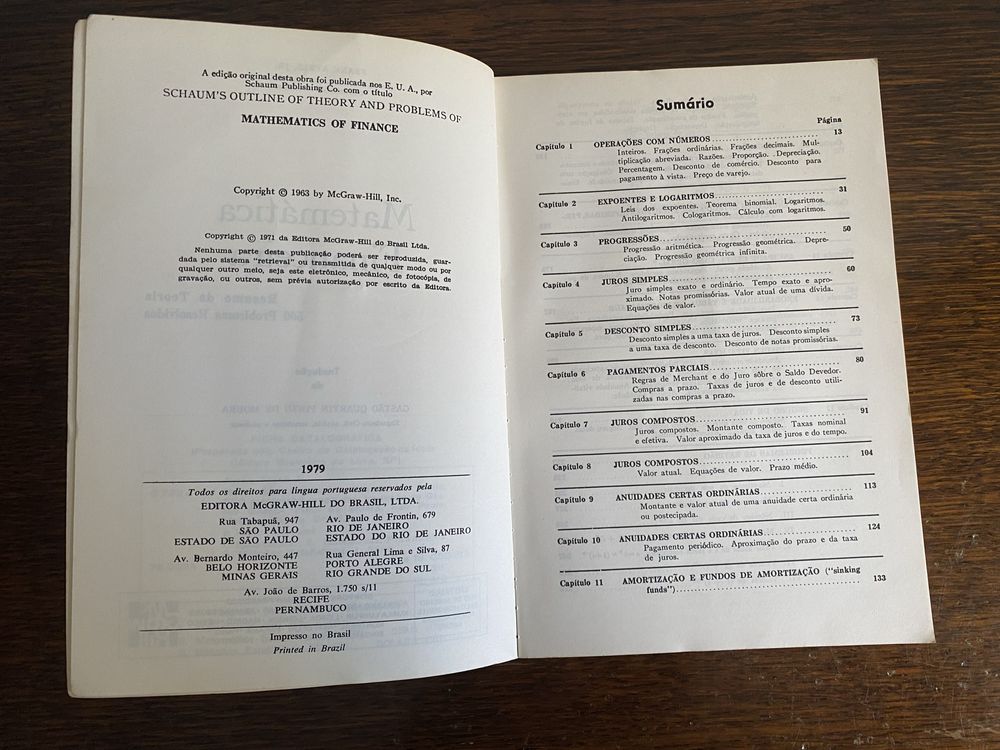 A edição original desta obra foi publicada nos E. U. A., por
Schaum Publishing Co. com o título
SCHAUM'S OUTLINE OF THEORY AND PROBLEMS OF
MATHEMATICS OF FINANCE
Copyright © 1963 by McGraw-Hill, Inc.
Copyright © 1971 da Editora McGraw-Hill do Brasil Ltda.
Nenhuma parte desta publicação poderá ser reproduzida, guar-
dada pelo sistema "retrieval" ou transmitida de qualquer modo ou por
qualquer outro meio, seja este eletrônico, mecânico, de fotocópia, de
gravação, ou outros, sem prévia autorização por escrito da Editora.
1979
Todos os direitos para língua portuguesa reservados pela
EDITORA McGRAW-HILL DO BRASIL, LTDA.
Rua Tabapuã, 947
SÃO PAULO
ESTADO DE SÃO PAULO
Av. Paulo de Frontin, 679
RIO DE JANEIRO
ESTADO DO RIO DE JANEIRO
Av. Bernardo Monteiro, 447
BELO HORIZONTE
MINAS GERAIS
Rua General Lima e Silva, 87
PORTO ALEGRE
RIO GRANDE DO SUL
Av. João de Barros, 1.750 s/11
RECIFE
PERNAMBUCO
Impresso no Brasil
Printed in Brazil
Sumário
Página
Capítulo 1 OPERAÇÕES COM NÚMEROS 13
Inteiros. Frações ordinárias. Frações decimais. Mul-
tiplicação abreviada. Razões. Proporção. Depreciação.
Percentagem. Desconto de comércio. Desconto para
pagamento à vista. Preço de varejo.
Capítulo 2 EXPOENTES E LOGARITMOS 31
Leis dos expoentes. Teorema binomial. Logaritmos.
Antilogaritmos. Cologaritmos. Cálculo com logaritmos.
Capítulo 3 PROGRESSÕES 50
Progressão aritmética. Progressão geométrica. Depre-
ciação. Progressão geométrica infinita.
Capítulo 4 JUROS SIMPLES 60
Juro simples exato e ordinário. Tempo exato e apro-
ximado. Notas promissórias. Valor atual de uma dívida.
Equações de valor.
Capítulo 5 DESCONTO SIMPLES 73
Desconto simples a uma taxa de juros. Desconto simples
a uma taxa de desconto. Desconto de notas promissórias.
Capítulo 6 PAGAMENTOS PARCIAIS 80
Regras de Merchant e do Juro sôbre o Saldo Devedor.
Compras a prazo. Taxas de juros e de desconto utili-
zadas nas compras a prazo.
Capítulo 7 JUROS COMPOSTOS 91
Juros compostos. Montante composto. Taxas nominal
e efetiva. Valor aproximado da taxa de juros e do tempo.
Capítulo 8 JUROS COMPOSTOS 104
Valor atual. Equações de valor. Prazo médio.
Capítulo 9 ANUIDADES CERTAS ORDINÁRIAS 113
Montante e valor atual de uma anuidade certa ordinária
ou postecipada.
Capítulo 10 ANUIDADES CERTAS ORDINÁRIAS 124
Pagamento periódico. Aproximação do prazo e da taxa
de juros.
Capítulo 11 AMORTIZAÇÃO E FUNDOS DE AMORTIZAÇÃO ("sinking
funds") 133